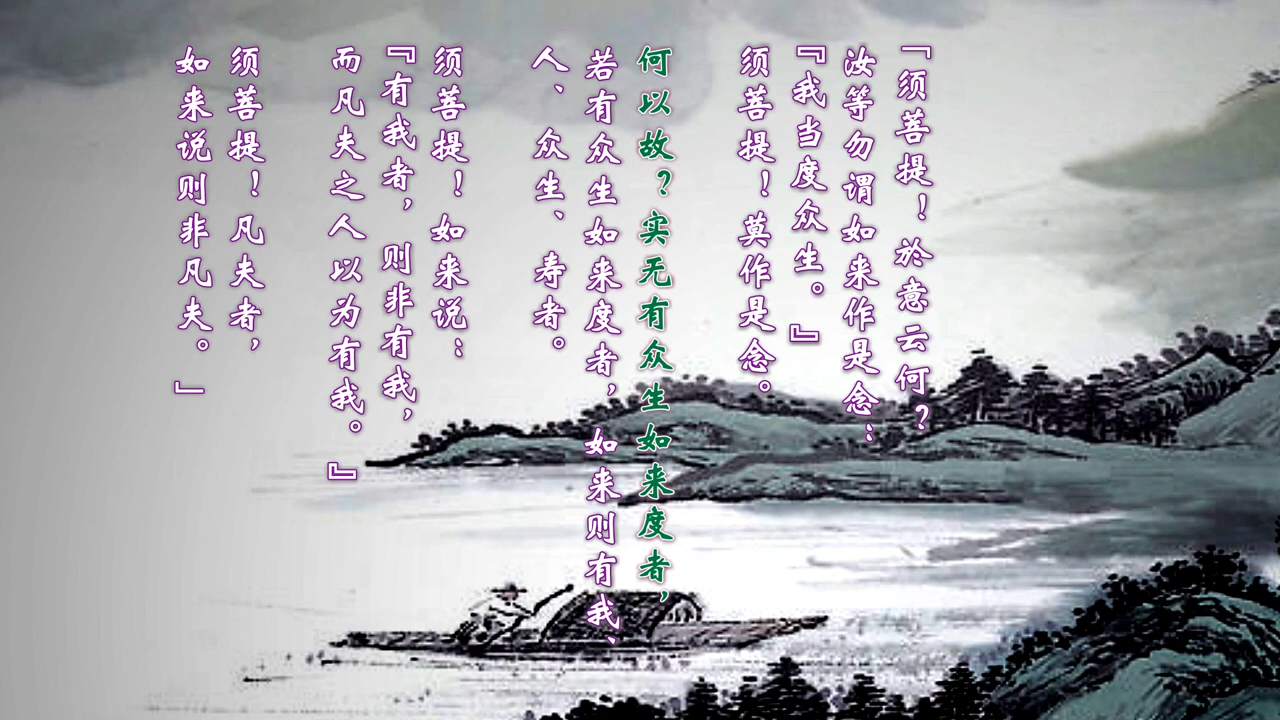 「须菩提！於意云何？
汝等勿谓如来作是念：
『我当度众生。』
须菩提！莫作是念。
何以故？实无有众生如来度者，
若有众生如来度者，如来则有我、
人、众生、寿者。
须菩提！如来说：
『有我者，则非有我，
而凡夫之人以为有我。』
须菩提！凡夫者，
如来说则非凡夫。」